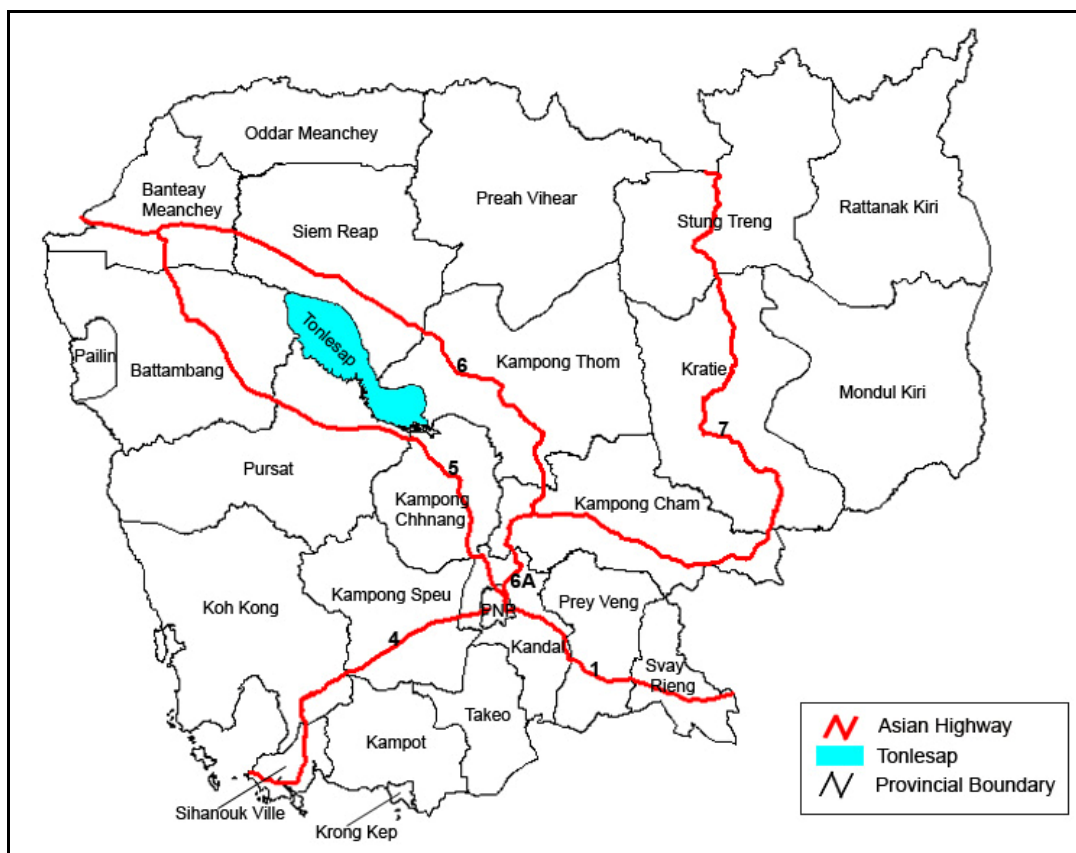 Oddar Meanchey
Banteay
Meanchey
Siem Reap
Preah Vihear
Stung Treng
Rattanak Kiri
Tonlesap
Pailin
Battambang
6
Kampong Thom
Kratie
Mondul Kiri
7
Pursat
5
Kampong
Chhnang
Kampong Cham
Koh Kong
Kampong Speu
6A
PNP
Prey Veng
4
Kandal
1
Svay
Rieng
Takeo
Kampot
Sihanouk Ville
Krong Kep
Asian Highway
Tonlesap
Provincial Boundary